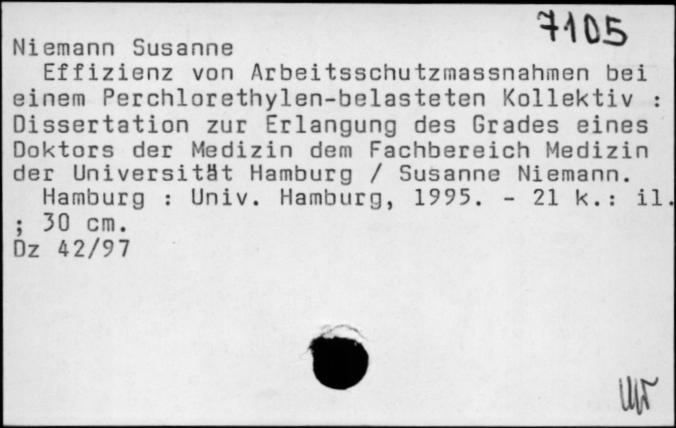 7105
Niemann Susanne
Effizienz von Arbeitsschutzmassnahmen bei
einem Perchlorethylen-belasteten Kollektiv :
Dissertation zur Erlangung des Grades eines
Doktors der Medizin dem Fachbereich Medizin
der Universität Hamburg / Susanne Niemann.
Hamburg : Univ. Hamburg, 1995. - 21 k.: il.
; 30 cm.
Dz 42/97